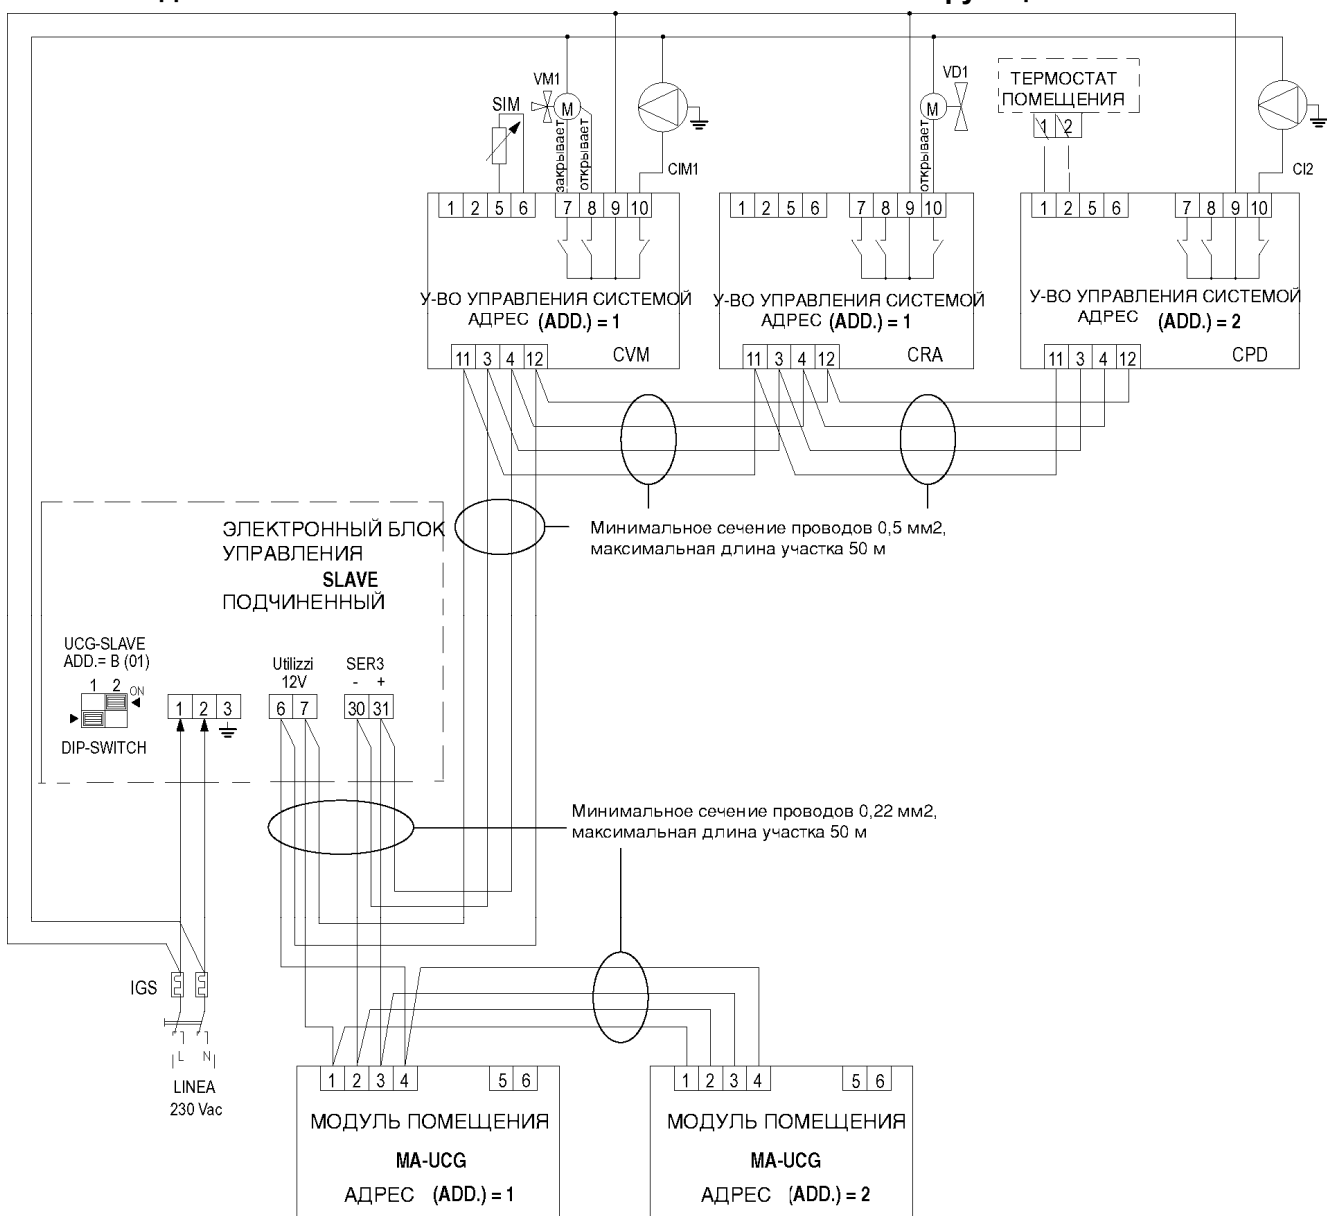 VM1
M
SIM
закрывает
открывает
CIM1
VD1
M
открывает
ТЕРМОСТАТ
ПОМЕЩЕНИЯ
1 2
CI2
1 2 5 6 7 8 9 10
1 2 5 6 7 8 9 10
1 2 5 6 7 8 9 10
У-ВО УПРАВЛЕНИЯ СИСТЕМОЙ
АДРЕС (ADD.) = 1
CVM
11 3 4 12
У-ВО УПРАВЛЕНИЯ СИСТЕМОЙ
АДРЕС (ADD.) = 1
CRA
11 3 4 12
У-ВО УПРАВЛЕНИЯ СИСТЕМОЙ
АДРЕС (ADD.) = 2
CPD
11 3 4 12
Минимальное сечение проводов 0,5 мм2,
максимальная длина участка 50 м
ЭЛЕКТРОННЫЙ БЛОК
УПРАВЛЕНИЯ
SLAVE
ПОДЧИНЕННЫЙ
UCG-SLAVE
ADD.= B (01)
1 2
ON
DIP-SWITCH
1 2 3
Utilizzi
12V
6 7
SER3
- +
30 31
Минимальное сечение проводов 0,22 мм2,
максимальная длина участка 50 м
IGS
L N
LINEA
230 Vac
1 2 3 4 5 6
МОДУЛЬ ПОМЕЩЕНИЯ
MA-UCG
АДРЕС (ADD.) = 1
1 2 3 4 5 6
МОДУЛЬ ПОМЕЩЕНИЯ
MA-UCG
АДРЕС (ADD.) = 2